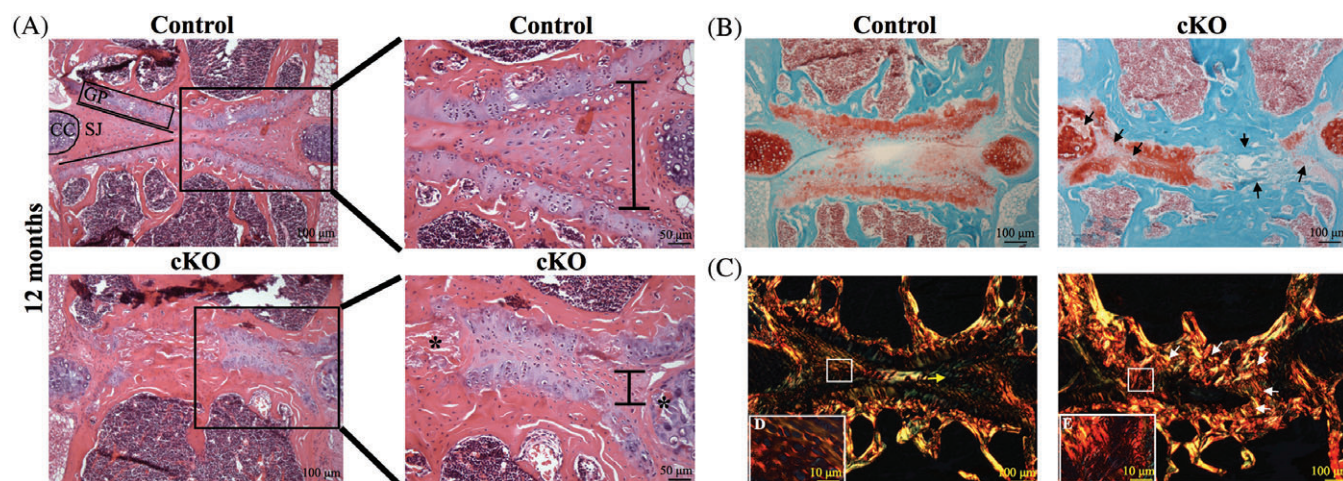 (A)
Control
Control
GP
CC
SJ
100 µm
50 µm
12 months
cKO
cKO
*
*
100 µm
50 µm
(B)
Control
cKO
100 µm
100 µm
(C)
D
10 µm
100 µm
E
10 µm
100 µm